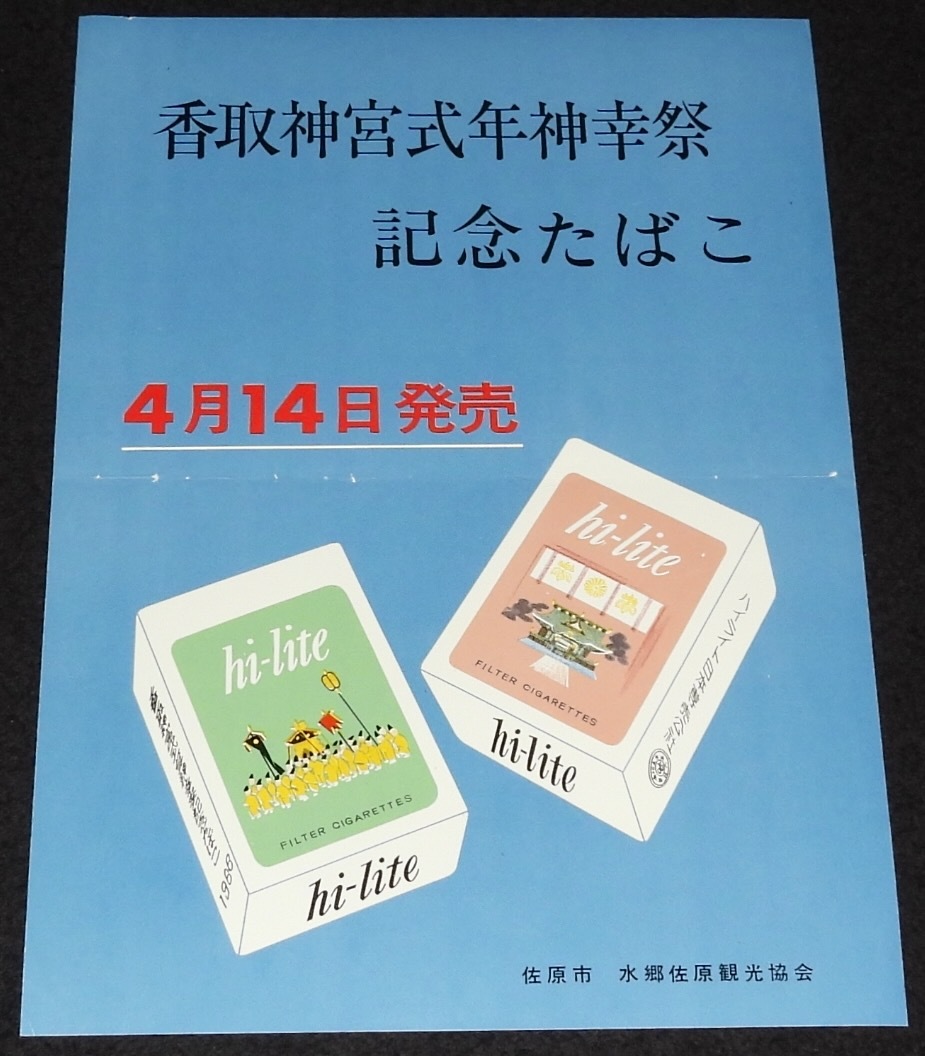 香取神宮式年神幸祭
記念たばこ
4月14日発売
hi-lite
FILTER CIGARETTES
hi-lite
hi-lite
FILTER CIGARETTES
hi-lite
1966
佐原市 水郷佐原観光協会